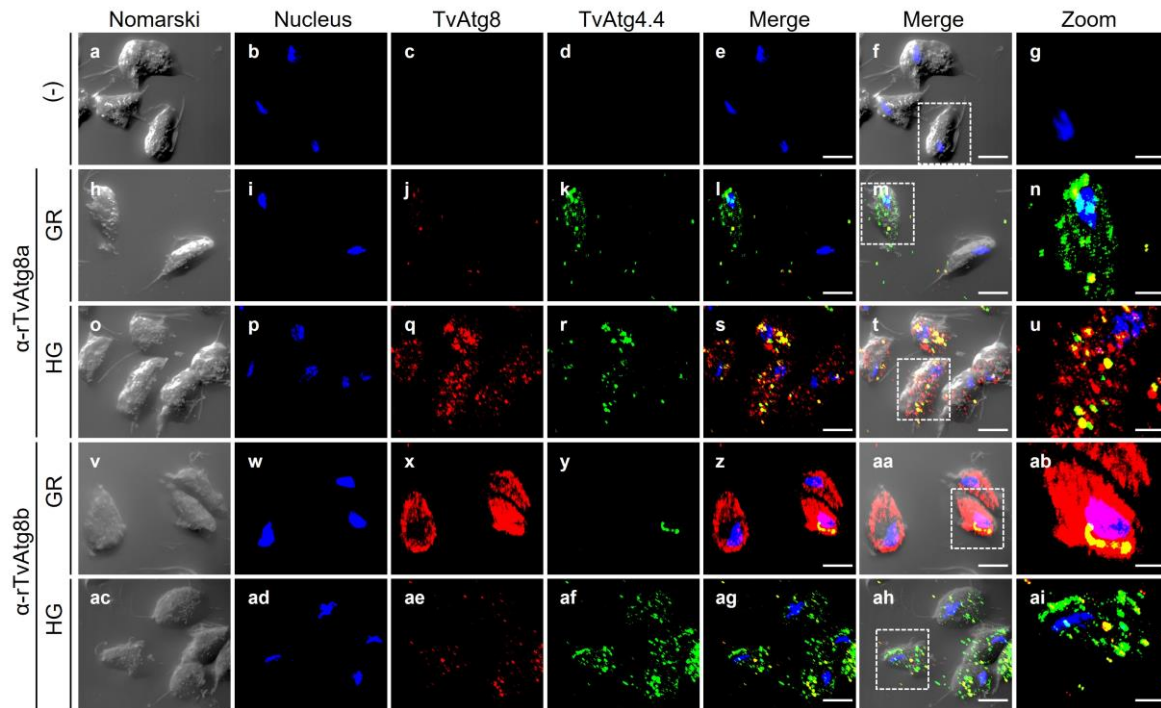 Nomarski Nucleus TvAtg8 TvAtg4.4 Merge Merge Zoom
(-)
a b c d e f g
α-rTvAtg8a
GR
h i j k l m n
HG
o p q r s t u
α-rTvAtg8b
GR
v w x y z aa ab
HG
ac ad ae af ag ah ai